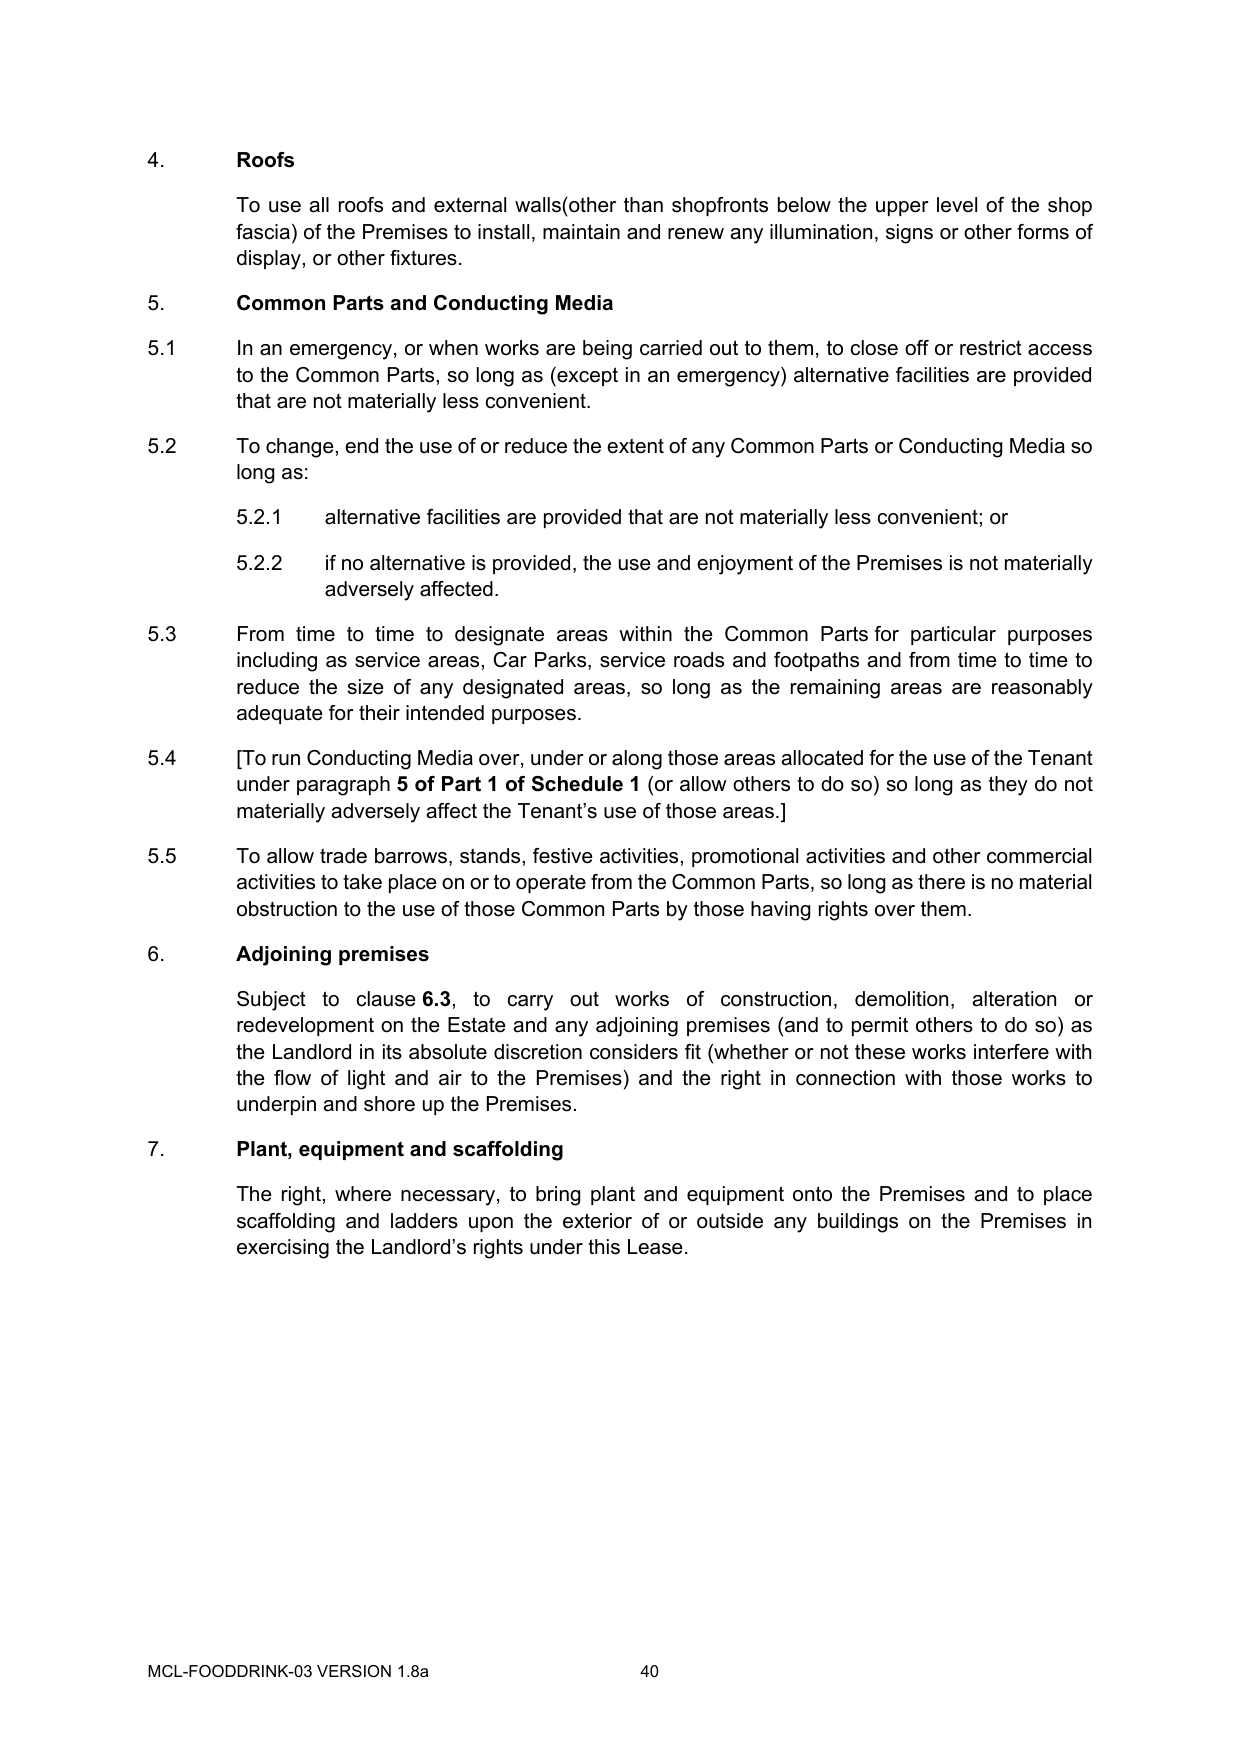 4. Roofs
To use all roofs and external walls(other than shopfronts below the upper level of the shop
fascia) of the Premises to install, maintain and renew any illumination, signs or other forms of
display, or other fixtures.
5. Common Parts and Conducting Media
5.1 In an emergency, or when works are being carried out to them, to close off or restrict access
to the Common Parts, so long as (except in an emergency) alternative facilities are provided
that are not materially less convenient.
5.2 To change, end the use of or reduce the extent of any Common Parts or Conducting Media so
long as:
5.2.1 alternative facilities are provided that are not materially less convenient; or
5.2.2 if no alternative is provided, the use and enjoyment of the Premises is not materially
adversely affected.
5.3 From time to time to designate areas within the Common Parts for particular purposes
including as service areas, Car Parks, service roads and footpaths and from time to time to
reduce the size of any designated areas, so long as the remaining areas are reasonably
adequate for their intended purposes.
5.4 [To run Conducting Media over, under or along those areas allocated for the use of the Tenant
under paragraph 5 of Part 1 of Schedule 1 (or allow others to do so) so long as they do not
materially adversely affect the Tenant’s use of those areas.]
5.5 To allow trade barrows, stands, festive activities, promotional activities and other commercial
activities to take place on or to operate from the Common Parts, so long as there is no material
obstruction to the use of those Common Parts by those having rights over them.
6. Adjoining premises
Subject to clause 6.3, to carry out works of construction, demolition, alteration or
redevelopment on the Estate and any adjoining premises (and to permit others to do so) as
the Landlord in its absolute discretion considers fit (whether or not these works interfere with
the flow of light and air to the Premises) and the right in connection with those works to
underpin and shore up the Premises.
7. Plant, equipment and scaffolding
The right, where necessary, to bring plant and equipment onto the Premises and to place
scaffolding and ladders upon the exterior of or outside any buildings on the Premises in
exercising the Landlord’s rights under this Lease.
MCL-FOODDRINK-03 VERSION 1.8a 40